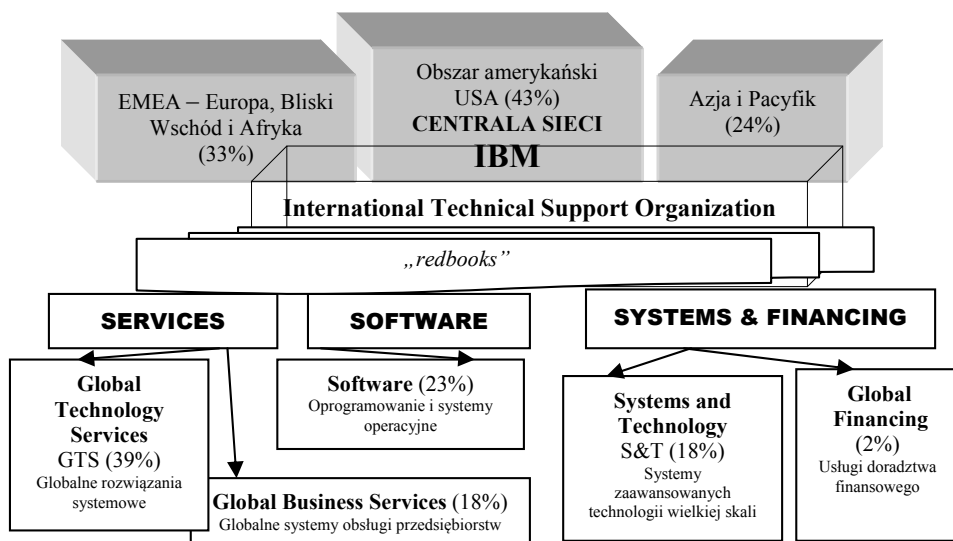 EMEA – Europa, Bliski
Wschód i Afryka
(33%)
Obszar amerykański
USA (43%)
CENTRALA SIECI
IBM
Azja i Pacyfik
(24%)
International Technical Support Organization
„redbooks”
SERVICES
SOFTWARE
SYSTEMS & FINANCING
Global
Technology
Services
GTS (39%)
Globalne rozwiązania
systemowe
Global Business Services (18%)
Globalne systemy obsługi przedsiębiorstw
Software (23%)
Oprogramowanie i systemy
operacyjne
Systems and
Technology
S&T (18%)
Systemy
zaawansowanych
technologii wielkiej skali
Global
Financing
(2%)
Usługi doradztwa
finansowego